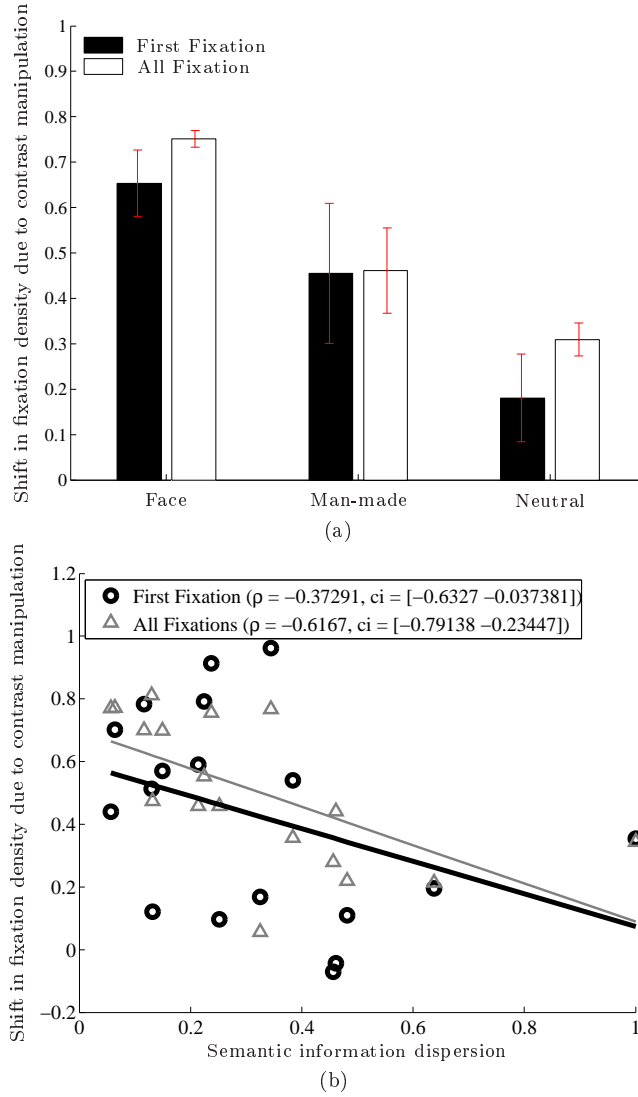 Shift in fixation density due to contrast manipulation
1
0.9
0.8
0.7
0.6
0.5
0.4
0.3
0.2
0.1
0
First Fixation
All Fixation
Face Man-made Neutral
(a)
Shift in fixation density due to contrast manipulation
1.2
1
0.8
0.6
0.4
0.2
0
−0.2
First Fixation (ρ = −0.37291, ci = [−0.6327 −0.037381])
All Fixations (ρ = −0.6167, ci = [−0.79138 −0.23447])
0 0.2 0.4 0.6 0.8 1
Semantic information dispersion
(b)